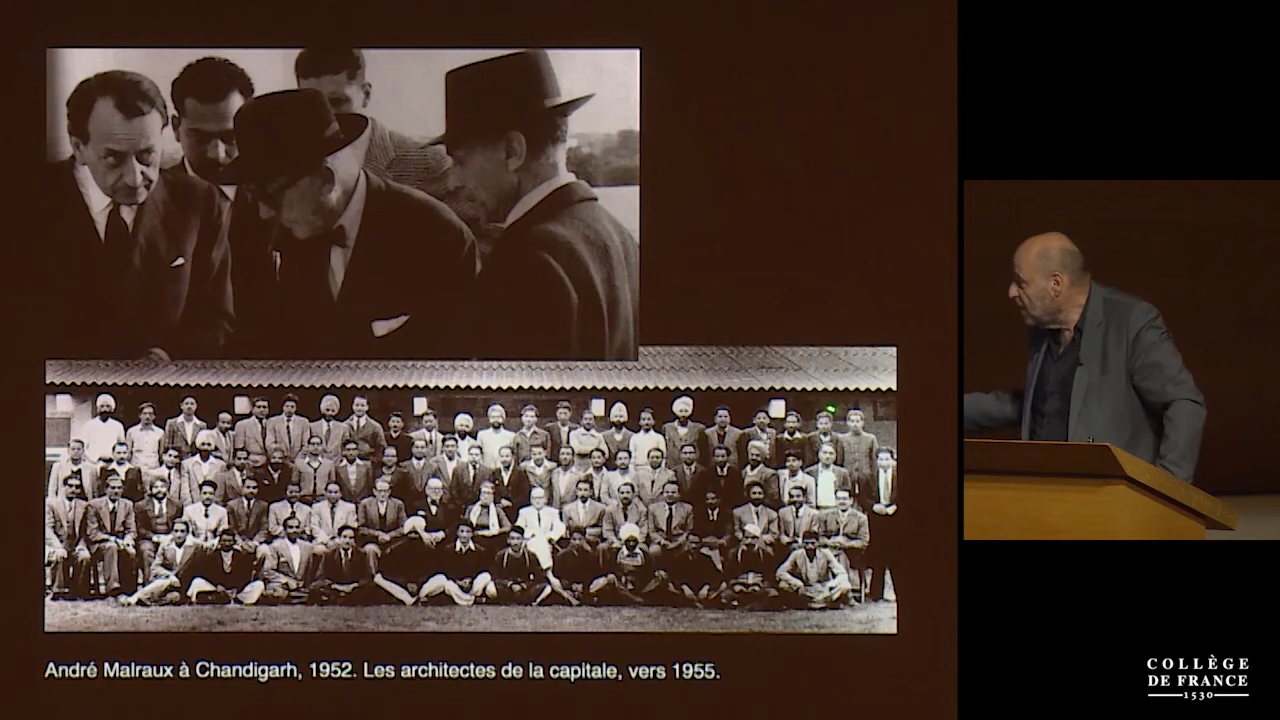 André Malraux à Chandigarh, 1952. Les architectes de la capitale, vers 1955.
COLLÈGE
DE FRANCE
1530